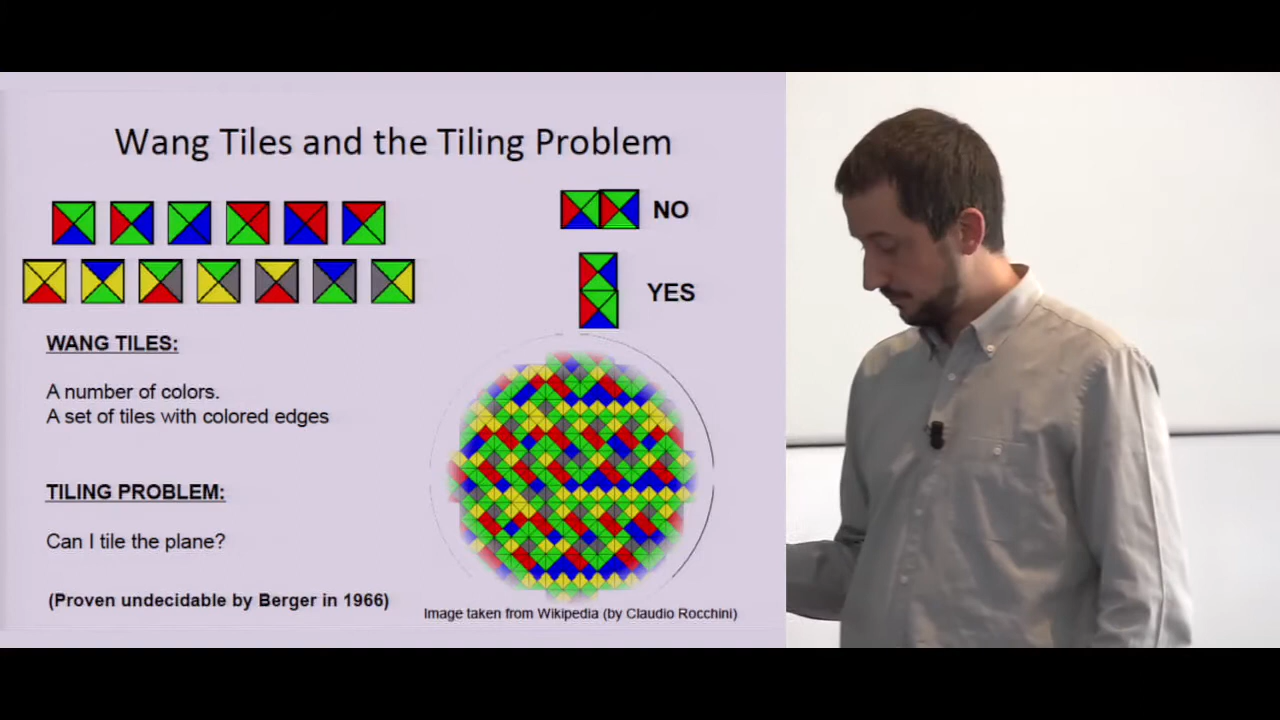 Wang Tiles and the Tiling Problem
NO
YES
WANG TILES:
A number of colors.
A set of tiles with colored edges
TILING PROBLEM:
Can I tile the plane?
(Proven undecidable by Berger in 1966)
Image taken from Wikipedia (by Claudio Rocchini)